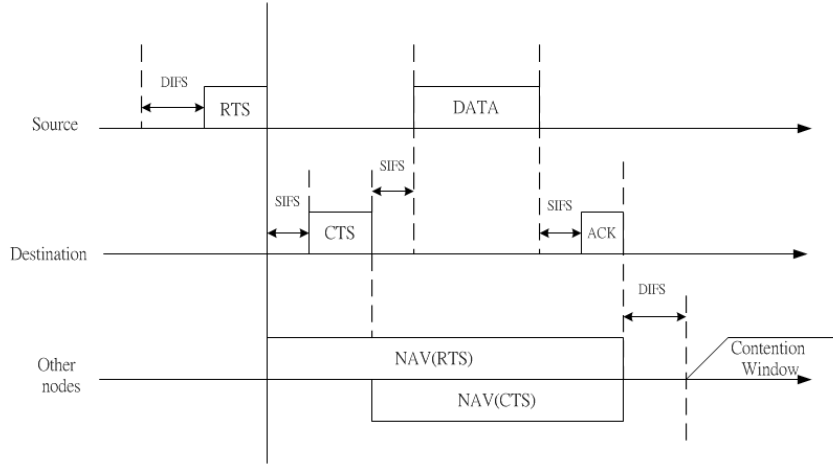 DIFS
RTS
DATA
Source
SIFS
SIFS
SIFS
CTS
ACK
Destination
DIFS
NAV(RTS)
Contention
Window
Other
nodes
NAV(CTS)